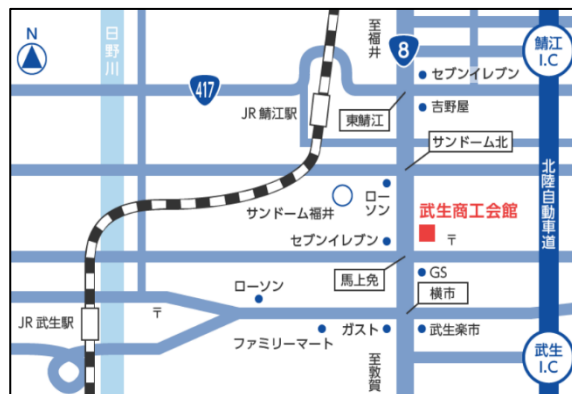 N
日野川
417
JR 鯖江駅
至福井
8
鯖江
I.C
セブンイレブン
吉野屋
東鯖江
サンドーム北
北陸自動車道
サンドーム福井
ロー
ソン
武生商工会館
〒
セブンイレブン
馬上免
GS
横市
ローソン
〒
JR 武生駅
ファミリーマート
ガスト
武生楽市
至敦賀
武生
I.C